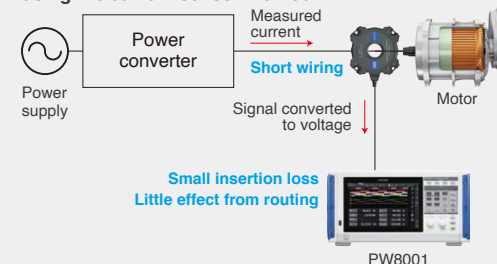 Measured
current
Power
converter
Short wiring
Power
supply
Motor
Signal converted
to voltage
Small insertion loss
Little effect from routing
PW8001